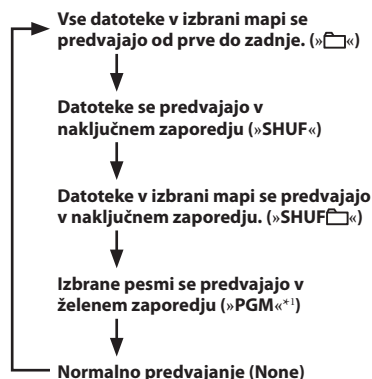 Vse datoteke v izbrani mapi se
predvajajo od prve do zadnje. (»🗀«)
Datoteke se predvajajo v
naključnem zaporedju (»SHUF«)
Datoteke v izbrani mapi se predvajajo
v naključnem zaporedju. (»SHUF🗀«)
Izbrane pesmi se predvajajo v
želenem zaporedju (»PGM«*1)
Normalno predvajanje (None)